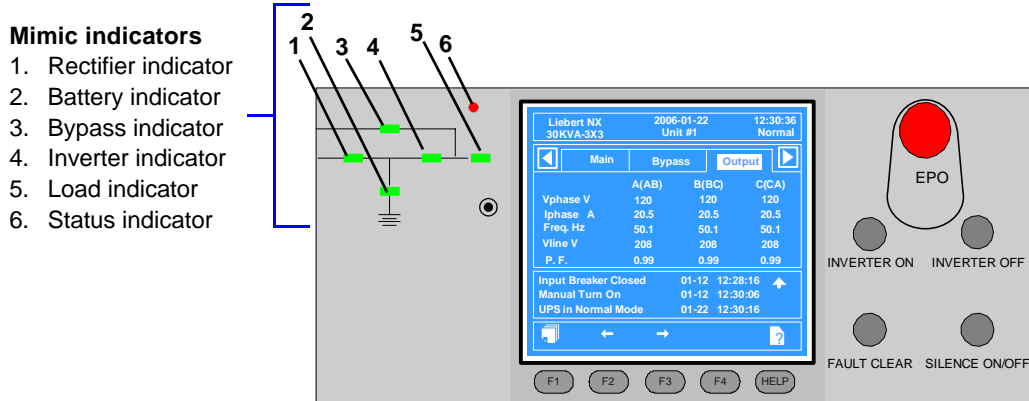 Mimic indicators
1. Rectifier indicator
2. Battery indicator
3. Bypass indicator
4. Inverter indicator
5. Load indicator
6. Status indicator
1 2 3 4 5 6
Liebert NX 2006-01-22 12:30:36
30KVA-3X3 Unit #1 Normal
Main Bypass Output
A(AB) B(BC) C(CA)
Vphase V 120 120 120
Iphase A 20.5 20.5 20.5
Freq. Hz 50.1 50.1 50.1
Vline V 208 208 208
P. F. 0.99 0.99 0.99
Input Breaker Closed 01-12 12:28:16
Manual Turn On 01-12 12:30:06
UPS in Normal Mode 01-22 12:30:16
?
F1 F2 F3 F4 HELP
EPO
INVERTER ON INVERTER OFF
FAULT CLEAR SILENCE ON/OFF